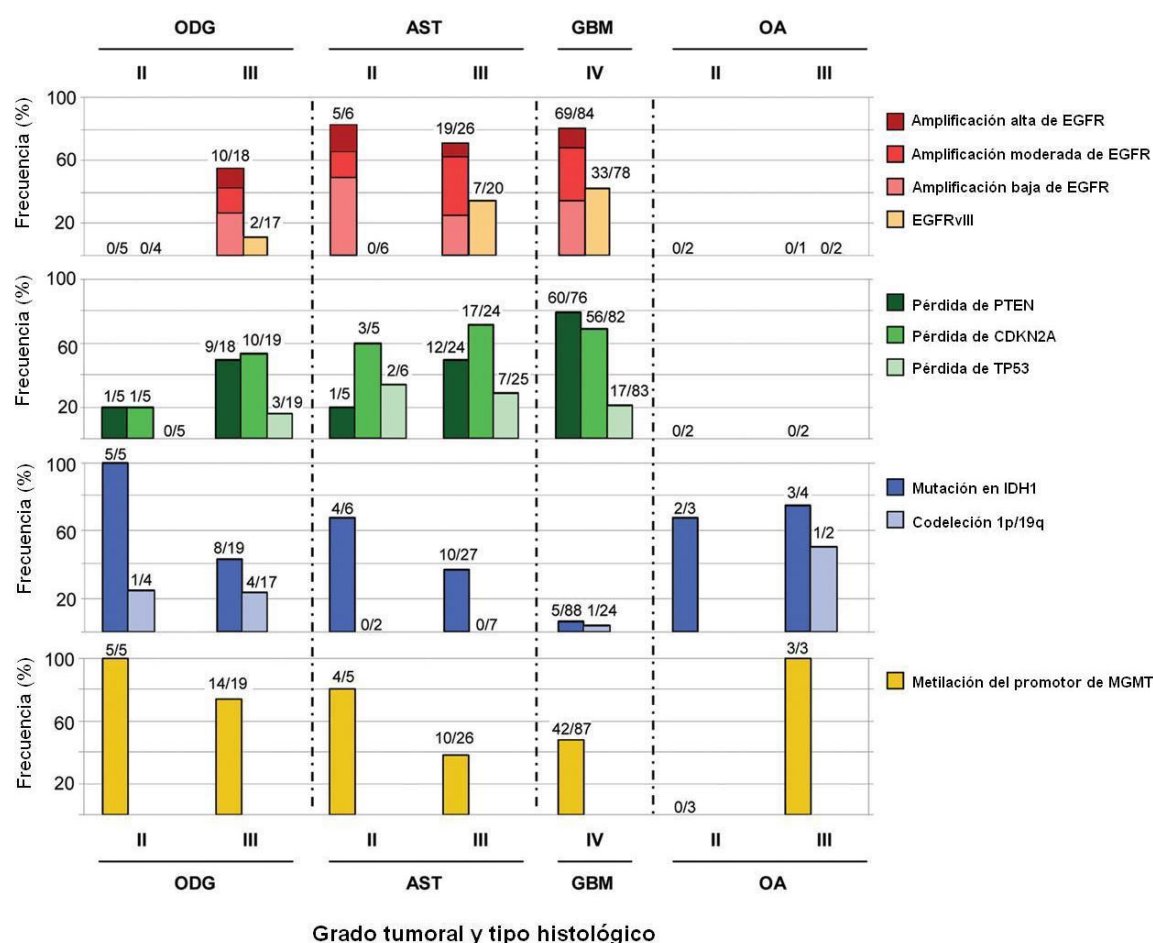 ODG AST GBM OA
II III II III IV II III
Frecuencia (%)
100
60
20
0/5 0/4 10/18 2/17 5/6 0/6 19/26 7/20 69/84 33/78 0/2 0/1 0/2
Amplificación alta de EGFR
Amplificación moderada de EGFR
Amplificación baja de EGFR
EGFRvIII
Frecuencia (%)
100
60
20
1/5 1/5 0/5 9/18 10/19 3/19 1/5 3/5 2/6 12/24 17/24 7/25 60/76 56/82 17/83 0/2 0/2
Pérdida de PTEN
Pérdida de CDKN2A
Pérdida de TP53
Frecuencia (%)
100
60
20
5/5 1/4 8/19 4/17 4/6 0/2 10/27 0/7 5/88 1/24 2/3 3/4 1/2
Mutación en IDH1
Codeleción 1p/19q
Frecuencia (%)
100
60
20
5/5 14/19 4/5 10/26 42/87 0/3 3/3
Metilación del promotor de MGMT
II III II III IV II III
ODG AST GBM OA
Grado tumoral y tipo histológico